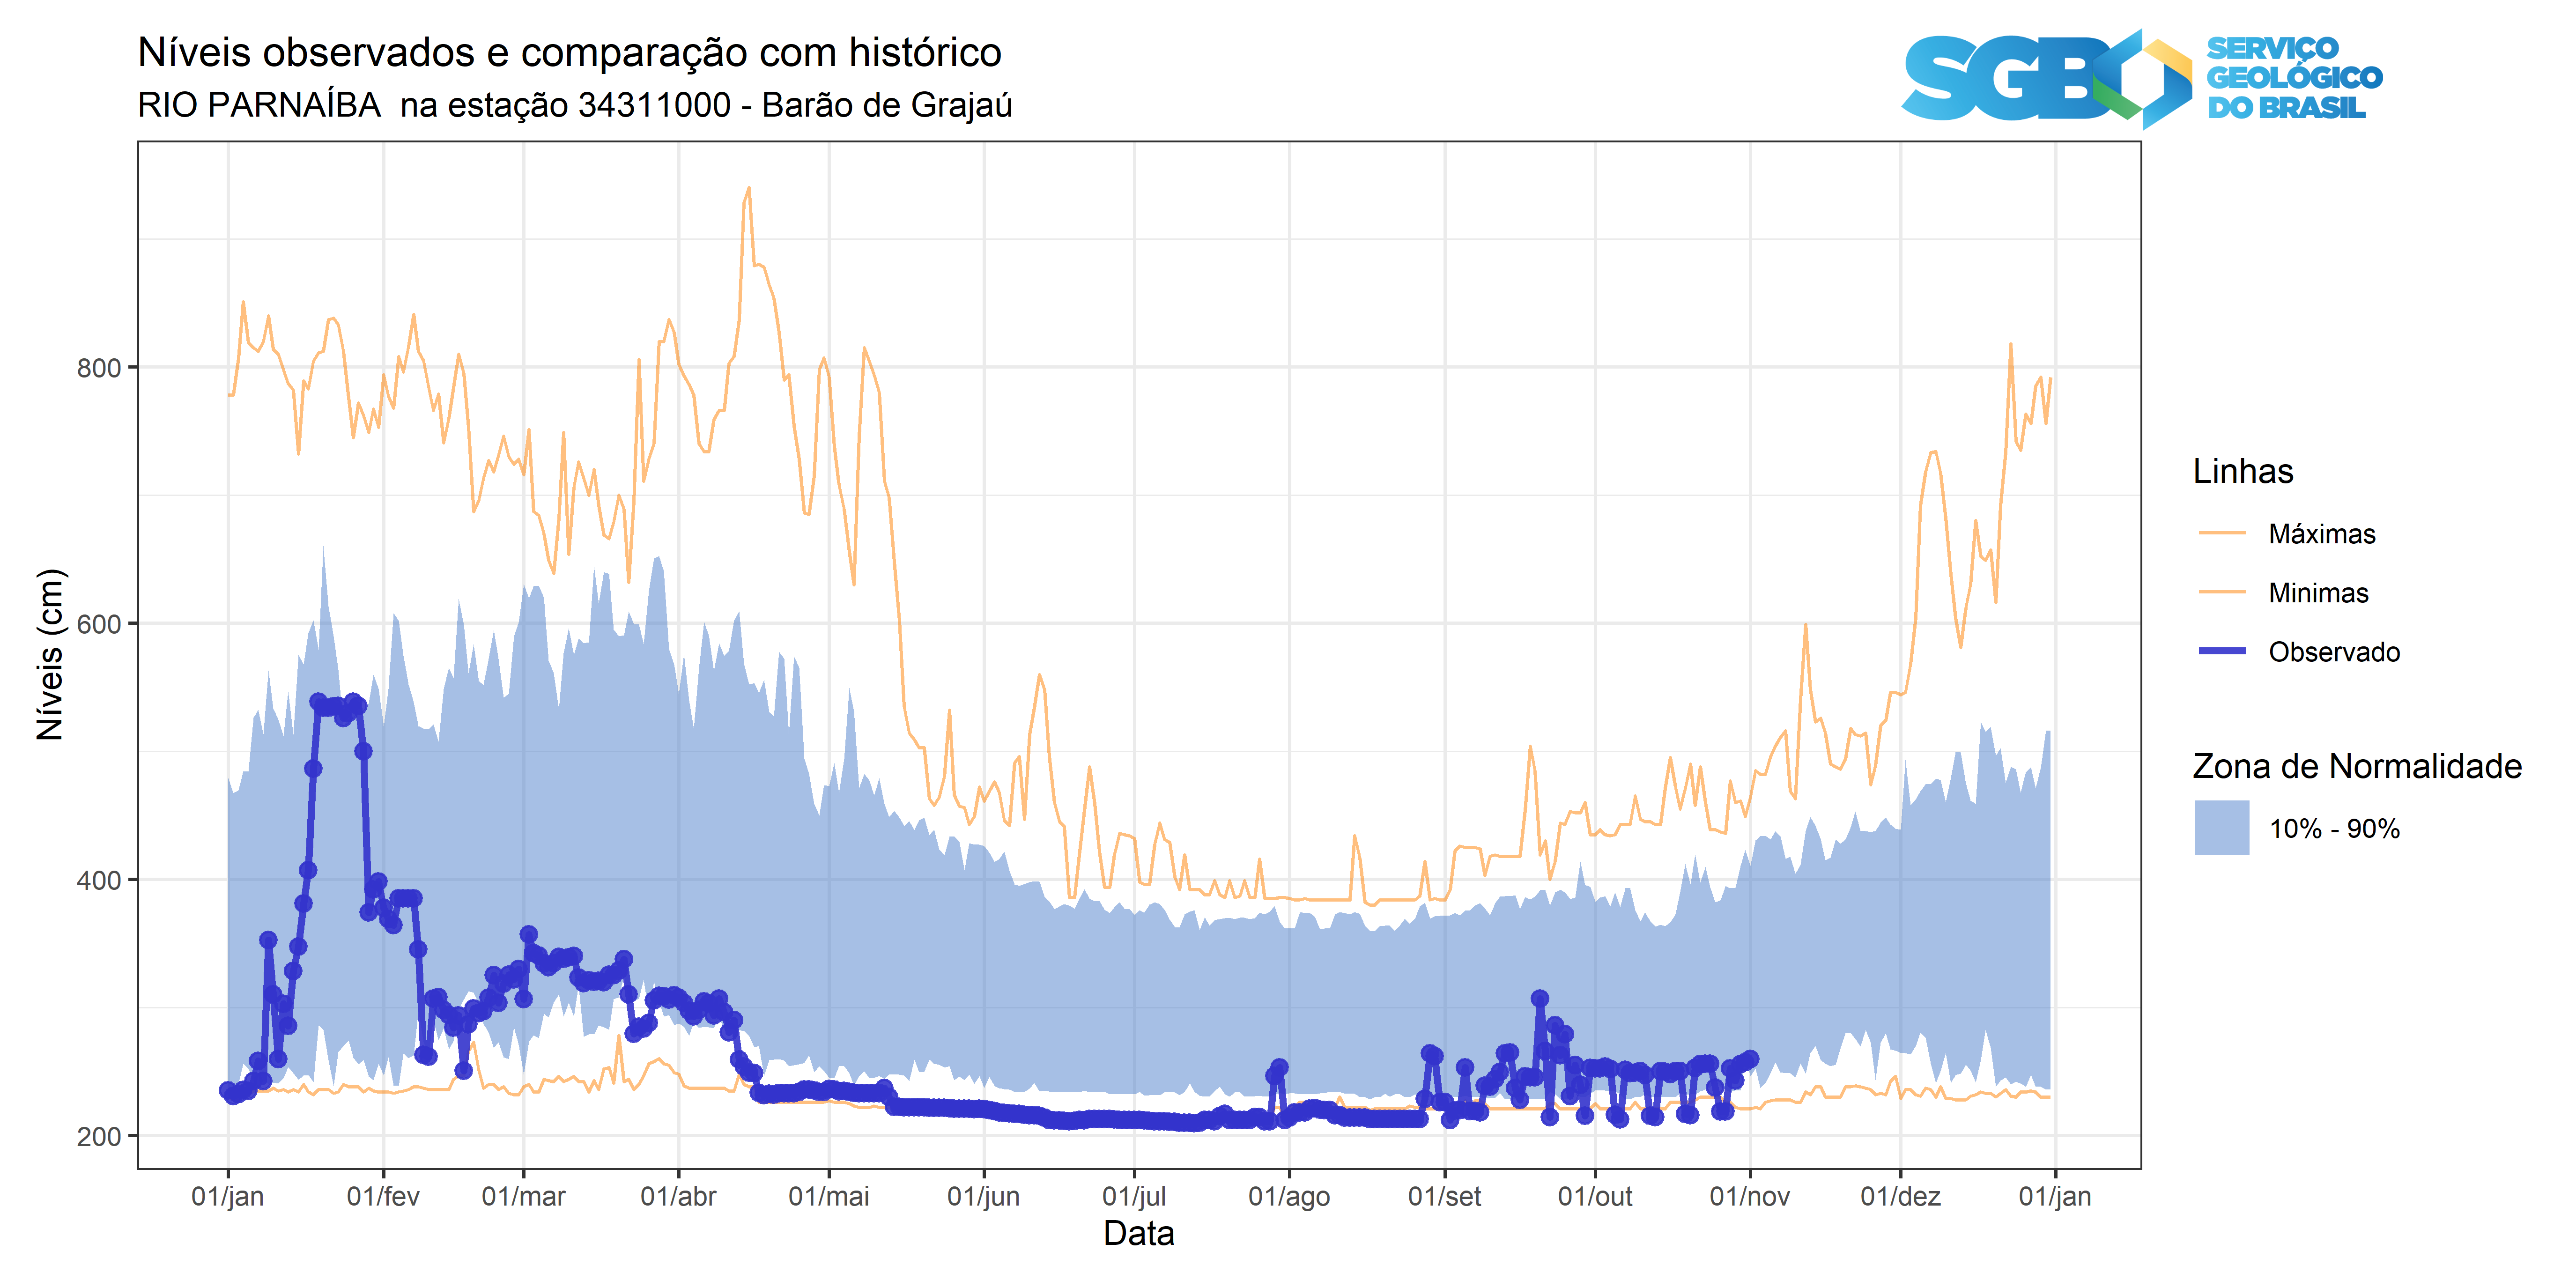 Níveis observados e comparação com histórico
RIO PARNAÍBA  na estação 34311000 - Barão de Grajaú
SGB
SERVIÇO
GEOLÓGICO
DO BRASIL
Níveis (cm)
800
600
400
200
01/jan
01/fev
01/mar
01/abr
01/mai
01/jun
01/jul
01/ago
01/set
01/out
01/nov
01/dez
01/jan
Data
Linhas
Máximas
Minimas
Observado
Zona de Normalidade
10% - 90%